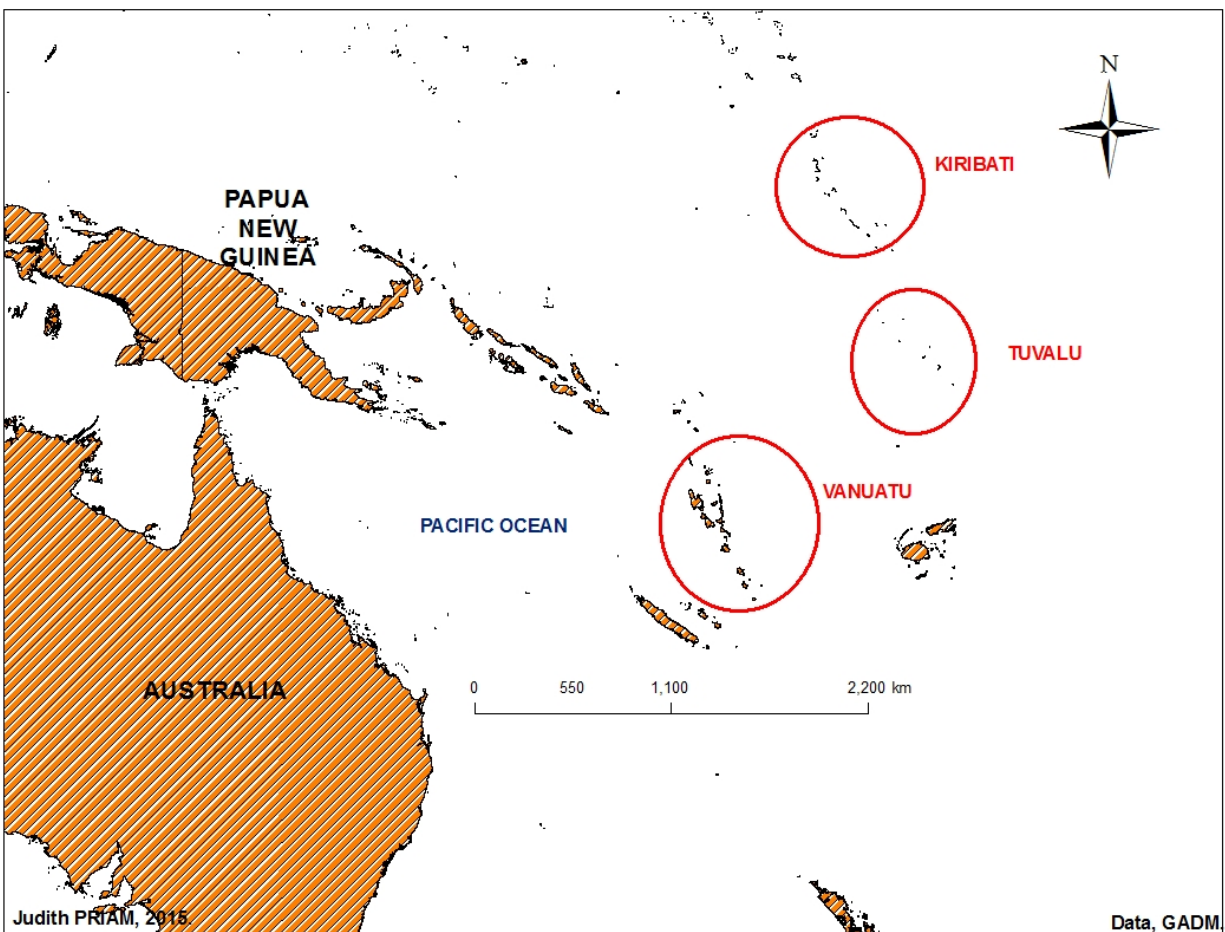 N
KIRIBATI
PAPUA
NEW
GUINEA
TUVALU
VANUATU
PACIFIC OCEAN
AUSTRALIA
0 550 1,100 2,200 km
Judith PRIAM, 2015.
Data, GADM.